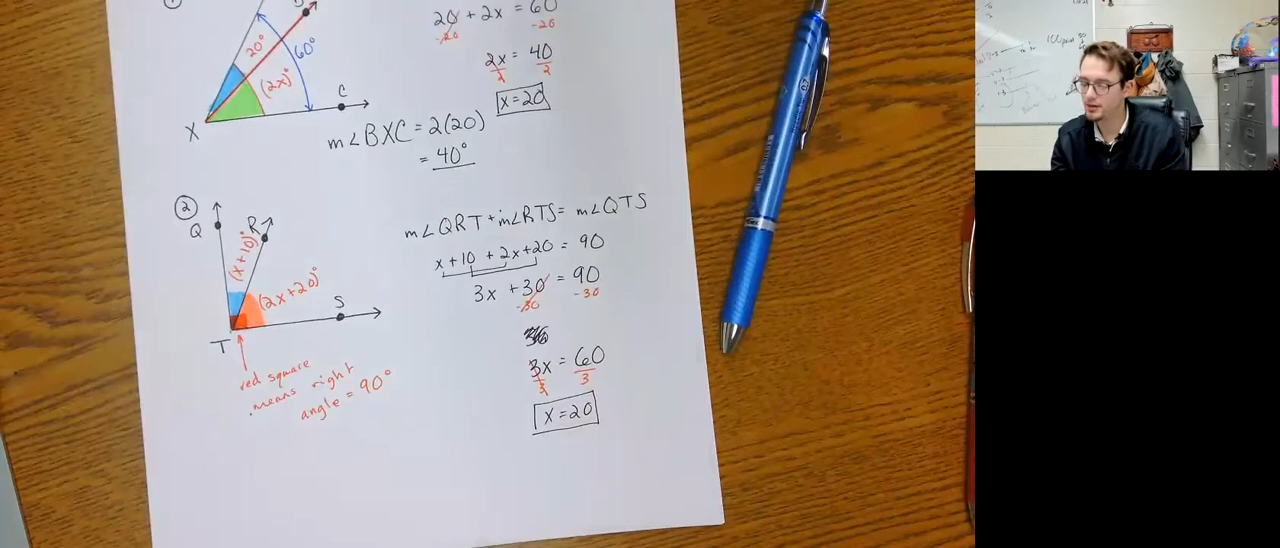 20 + 2x = 60
-20 -20
20°
60°
(2x)°
2x = 40
2 2
x = 20
C
X
m∠BXC = 2(20)
= 40°
2
Q
R
(x+10)°
(2x+20)°
S
T
red square
means right
angle = 90°
m∠QRT + m∠RTS = m∠QTS
x + 10 + 2x + 20 = 90
3x + 30 = 90
-30 -30
3x = 60
3 3
x = 20